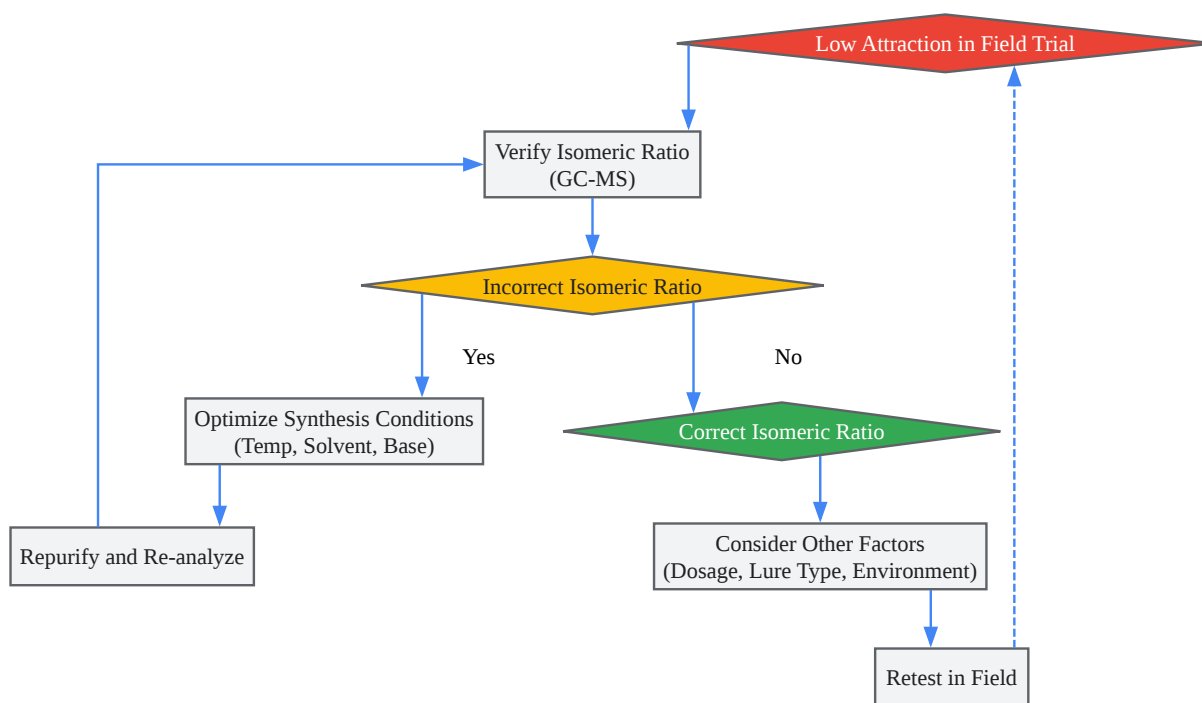 Low Attraction in Field Trial
Verify Isomeric Ratio
(GC-MS)
Incorrect Isomeric Ratio
Yes
No
Optimize Synthesis Conditions
(Temp, Solvent, Base)
Correct Isomeric Ratio
Repurify and Re-analyze
Consider Other Factors
(Dosage, Lure Type, Environment)
Retest in Field